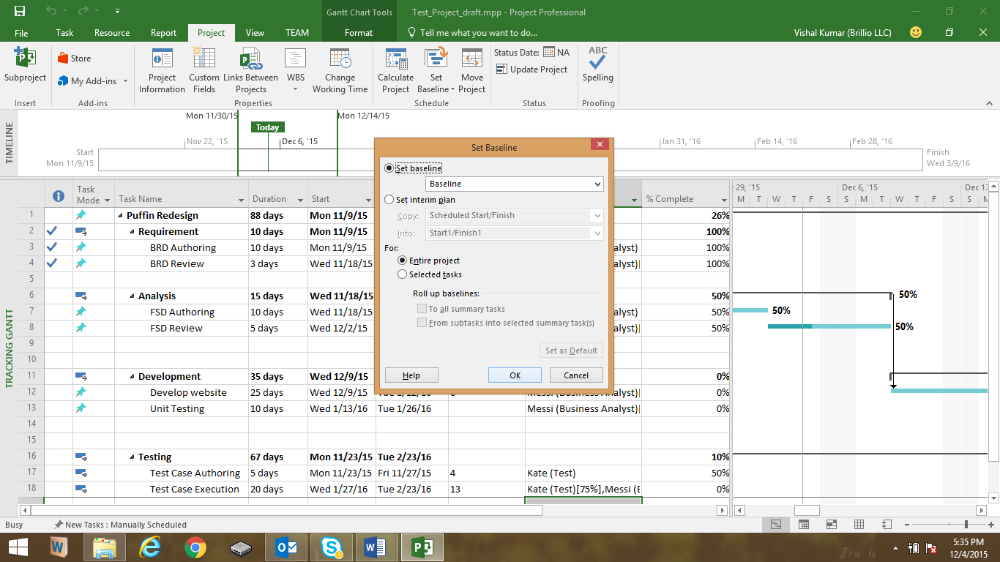 Gantt Chart Tools
Test_Project_draft.mpp - Project Professional
File Task Resource Report Project View TEAM Format Tell me what you want to do... Vishal Kumar (Brillio LLC)
Subproject
Store
My Add-ins
Project Information
Custom Fields
Links Between Projects
WBS
Change Working Time
Calculate Project
Set Baseline
Move Project
Status Date: NA
Update Project
ABC
Spelling
Insert Add-ins Properties Schedule Status Proofing
TIMELINE
Mon 11/30/15 Mon 12/14/15
Today
Nov 22, '15 Dec 6, '15 Jan 31, '16 Feb 14, '16 Feb 28, '16
Start
Mon 11/9/15
Finish
Wed 3/9/16
Set Baseline
Set baseline
Baseline
Set interim plan
Copy: Scheduled Start/Finish
Into: Start1/Finish1
For:
Entire project
Selected tasks
Roll up baselines:
To all summary tasks
From subtasks into selected summary task(s)
Set as Default
Help OK Cancel
TRACKING GANTT
Task Mode Task Name Duration Start % Complete
29, '15 Dec 6, '15 Dec 13
M T W T F S S M T W T F S S M
1 Puffin Redesign 88 days Mon 11/9/15 26%
2 Requirement 10 days Mon 11/9/15 100%
3 BRD Authoring 10 days Mon 11/9/15 alyst) 100%
4 BRD Review 3 days Wed 11/18/15 alyst)[ 100%
5
6 Analysis 15 days Wed 11/18/15 50% 50%
7 FSD Authoring 10 days Wed 11/18/15 alyst) 50% 50%
8 FSD Review 5 days Wed 12/2/15 alyst)[ 50% 50%
9
10
11 Development 35 days Wed 12/9/15 0%
12 Develop website 25 days Wed 12/9/15 Tue 1/12/16 Messi (Business Analyst)[ 0%
13 Unit Testing 10 days Wed 1/13/16 Tue 1/26/16 Messi (Business Analyst)[ 0%
14
15
16 Testing 67 days Mon 11/23/15 Tue 2/23/16 10%
17 Test Case Authoring 5 days Mon 11/23/15 Fri 11/27/15 4 Kate (Test) 50%
18 Test Case Execution 20 days Wed 1/27/16 Tue 2/23/16 13 Kate (Test)[75%],Messi (B 0%
Busy New Tasks : Manually Scheduled
5:35 PM
12/4/2015